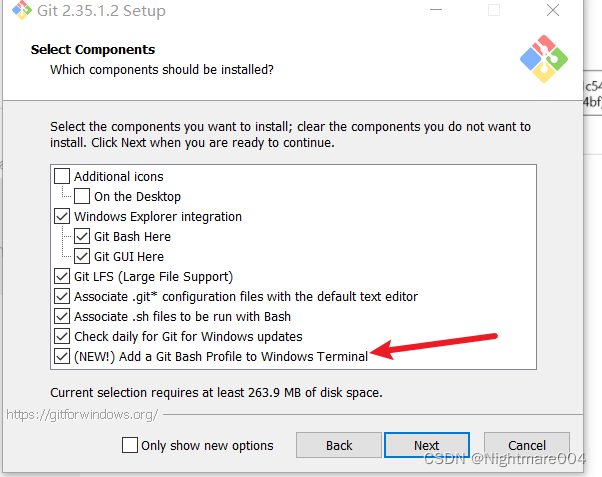 Git 2.35.1.2 Setup
Select Components
Which components should be installed?
Select the components you want to install; clear the components you do not want to
install. Click Next when you are ready to continue.
Additional icons
On the Desktop
Windows Explorer integration
Git Bash Here
Git GUI Here
Git LFS (Large File Support)
Associate .git* configuration files with the default text editor
Associate .sh files to be run with Bash
Check daily for Git for Windows updates
(NEW!) Add a Git Bash Profile to Windows Terminal
Current selection requires at least 263.9 MB of disk space.
https://gitforwindows.org/
Only show new options
Back
Next
Cancel
CSDN @Nightmare004